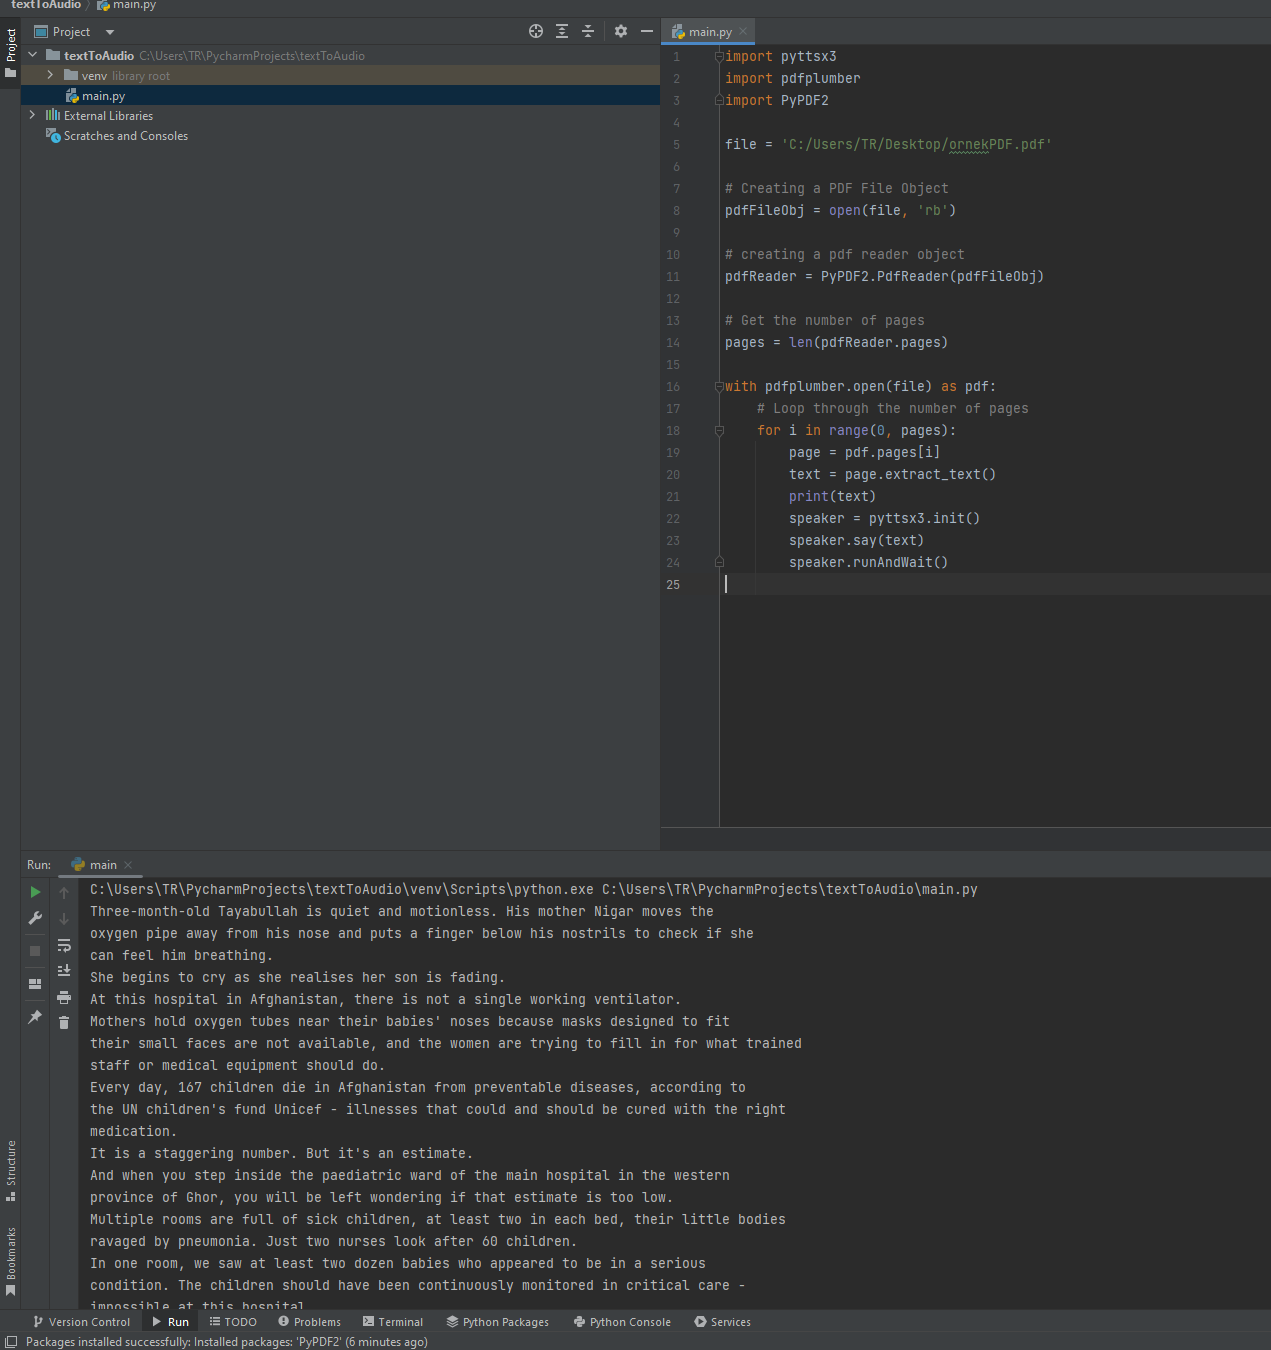 textToAudio main.py
Project
Project
textToAudio C:\Users\TR\PycharmProjects\textToAudio
venv library root
main.py
External Libraries
Scratches and Consoles
main.py
1 import pyttsx3
2 import pdfplumber
3 import PyPDF2
4
5 file = 'C:/Users/TR/Desktop/ornekPDF.pdf'
6
7 # Creating a PDF File Object
8 pdfFileObj = open(file, 'rb')
9
10 # creating a pdf reader object
11 pdfReader = PyPDF2.PdfReader(pdfFileObj)
12
13 # Get the number of pages
14 pages = len(pdfReader.pages)
15
16 with pdfplumber.open(file) as pdf:
17     # Loop through the number of pages
18     for i in range(0, pages):
19         page = pdf.pages[i]
20         text = page.extract_text()
21         print(text)
22         speaker = pyttsx3.init()
23         speaker.say(text)
24         speaker.runAndWait()
25
Run: main
C:\Users\TR\PycharmProjects\textToAudio\venv\Scripts\python.exe C:\Users\TR\PycharmProjects\textToAudio\main.py
Three-month-old Tayabullah is quiet and motionless. His mother Nigar moves the
oxygen pipe away from his nose and puts a finger below his nostrils to check if she
can feel him breathing.
She begins to cry as she realises her son is fading.
At this hospital in Afghanistan, there is not a single working ventilator.
Mothers hold oxygen tubes near their babies' noses because masks designed to fit
their small faces are not available, and the women are trying to fill in for what trained
staff or medical equipment should do.
Every day, 167 children die in Afghanistan from preventable diseases, according to
the UN children's fund Unicef - illnesses that could and should be cured with the right
medication.
It is a staggering number. But it's an estimate.
And when you step inside the paediatric ward of the main hospital in the western
province of Ghor, you will be left wondering if that estimate is too low.
Multiple rooms are full of sick children, at least two in each bed, their little bodies
ravaged by pneumonia. Just two nurses look after 60 children.
In one room, we saw at least two dozen babies who appeared to be in a serious
condition. The children should have been continuously monitored in critical care -
impossible at this hospital
Structure
Bookmarks
Version Control Run TODO Problems Terminal Python Packages Python Console Services
Packages installed successfully: Installed packages: 'PyPDF2' (6 minutes ago)